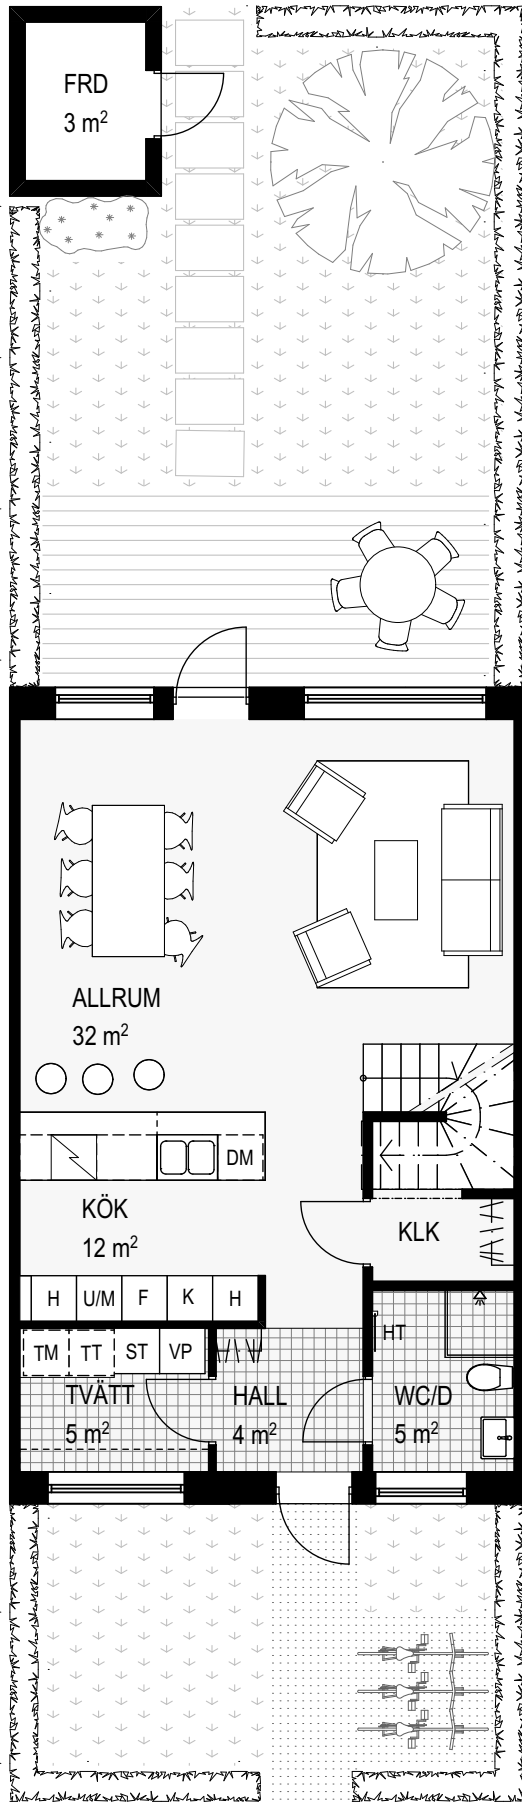 FRD
3 m²
ALLRUM
32 m²
DM
KÖK
12 m²
KLK
H U/M F K H
HT
TM TT ST VP
TVÄTT
5 m²
HALL
4 m²
WC/D
5 m²